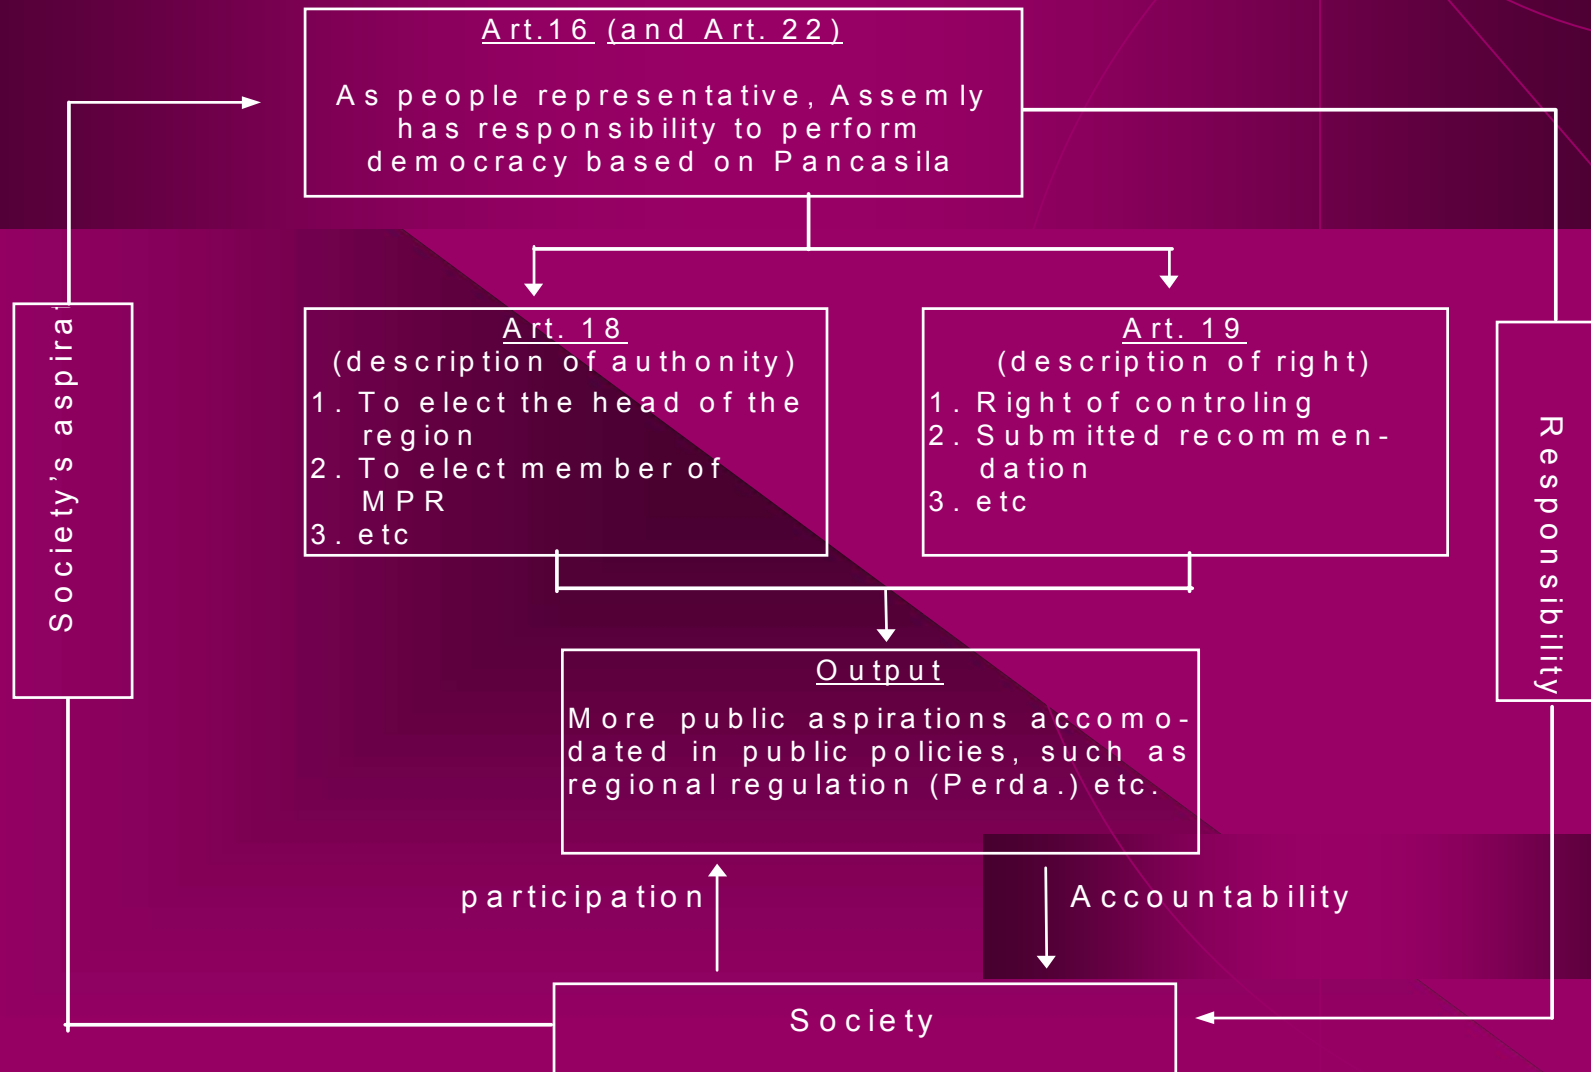 Art.16 (and Art. 22)
As people representative, Assemly
has responsibility to perform
democracy based on Pancasila
Society's aspirat
Art. 18
(description of authonity)
1. To elect the head of the
region
2. To elect member of
MPR
3. etc
Art. 19
(description of right)
1. Right of controling
2. Submitted recommen-
dation
3. etc
Responsibility
Output
More public aspirations accomo-
dated in public policies, such as
regional regulation (Perda.) etc.
participation
Accountability
Society